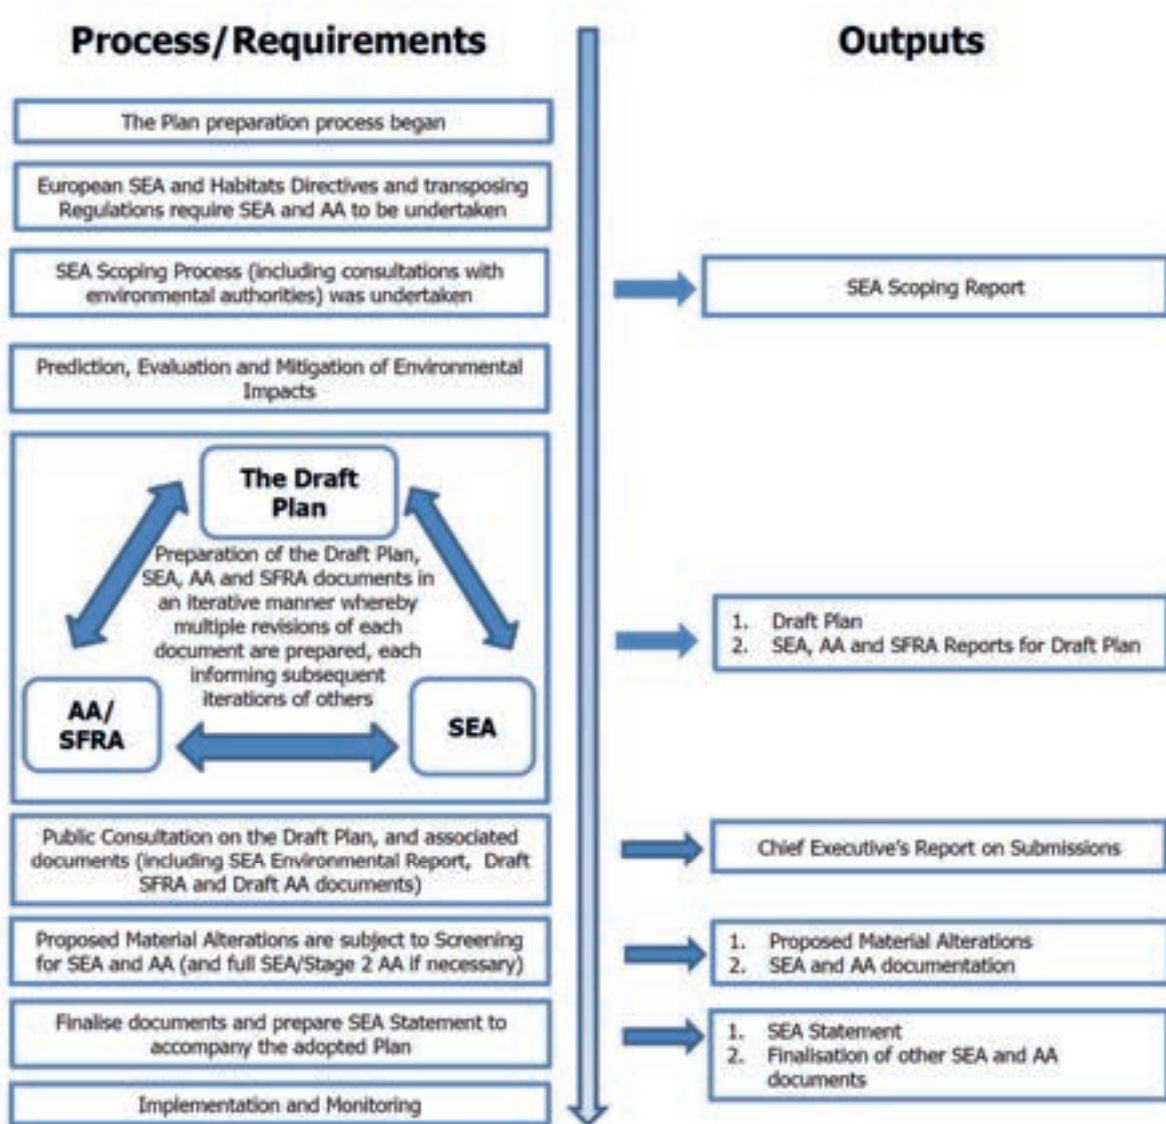 Process/Requirements
Outputs
The Plan preparation process began
European SEA and Habitats Directives and transposing
Regulations require SEA and AA to be undertaken
SEA Scoping Process (including consultations with
environmental authorities) was undertaken
SEA Scoping Report
Prediction, Evaluation and Mitigation of Environmental
Impacts
The Draft
Plan
Preparation of the Draft Plan,
SEA, AA and SFRA documents in
an iterative manner whereby
multiple revisions of each
document are prepared, each
informing subsequent
iterations of others
AA/
SFRA
SEA
1. Draft Plan
2. SEA, AA and SFRA Reports for Draft Plan
Public Consultation on the Draft Plan, and associated
documents (including SEA Environmental Report, Draft
SFRA and Draft AA documents)
Chief Executive's Report on Submissions
Proposed Material Alterations are subject to Screening
for SEA and AA (and full SEA/Stage 2 AA if necessary)
1. Proposed Material Alterations
2. SEA and AA documentation
Finalise documents and prepare SEA Statement to
accompany the adopted Plan
1. SEA Statement
2. Finalisation of other SEA and AA
documents
Implementation and Monitoring